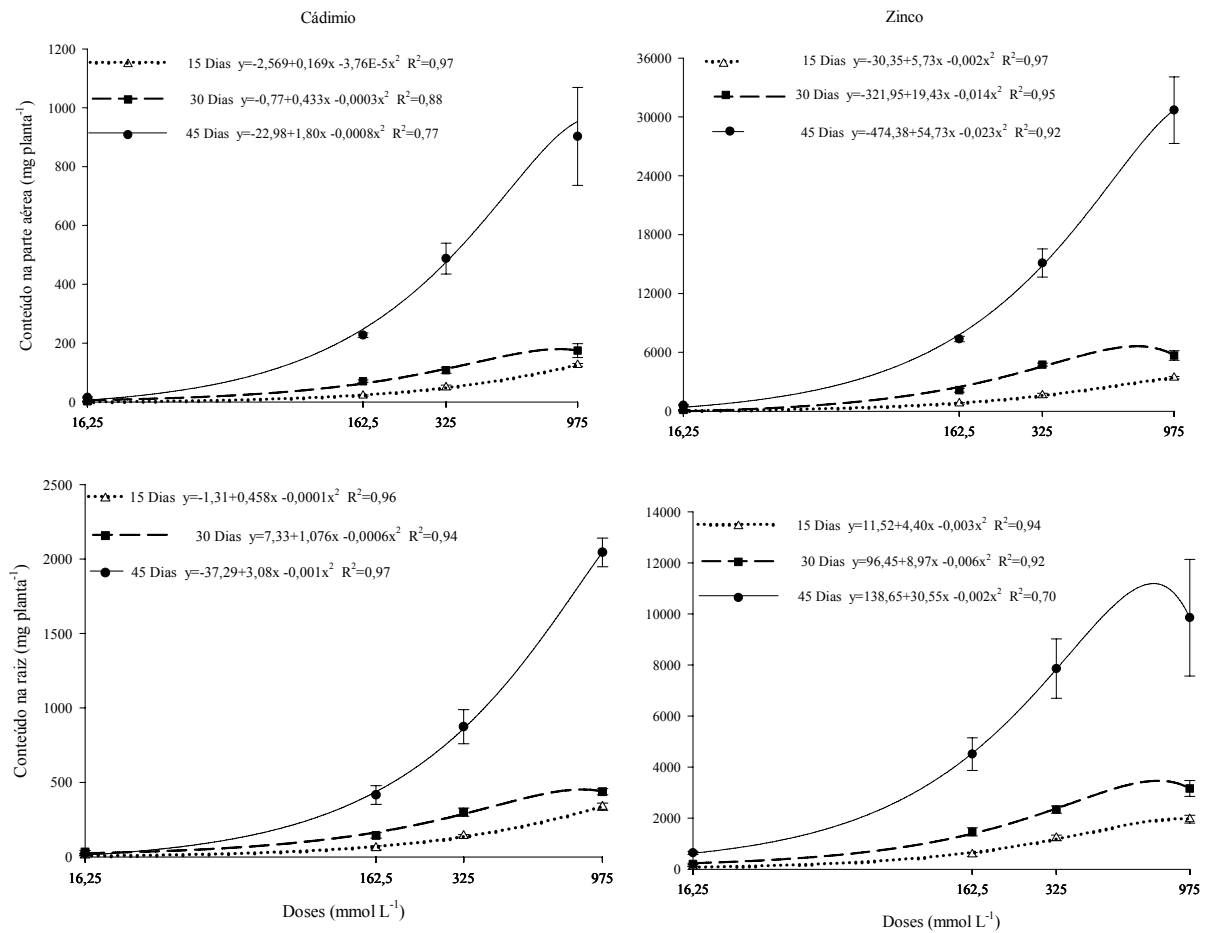 Cádimio
Zinco
Conteúdo na parte aérea (mg planta⁻¹)
1200
1000
800
600
400
200
0
15 Dias y=-2,569+0,169x -3,76E-5x² R²=0,97
30 Dias y=-0,77+0,433x -0,0003x² R²=0,88
45 Dias y=-22,98+1,80x -0,0008x² R²=0,77
16,25
162,5
325
975
36000
30000
24000
18000
12000
6000
0
15 Dias y=-30,35+5,73x -0,002x² R²=0,97
30 Dias y=-321,95+19,43x -0,014x² R²=0,95
45 Dias y=-474,38+54,73x -0,023x² R²=0,92
16,25
162,5
325
975
Conteúdo na raiz (mg planta⁻¹)
2500
2000
1500
1000
500
0
15 Dias y=-1,31+0,458x -0,0001x² R²=0,96
30 Dias y=7,33+1,076x -0,0006x² R²=0,94
45 Dias y=-37,29+3,08x -0,001x² R²=0,97
16,25
162,5
325
975
Doses (mmol L⁻¹)
14000
12000
10000
8000
6000
4000
2000
0
15 Dias y=11,52+4,40x -0,003x² R²=0,94
30 Dias y=96,45+8,97x -0,006x² R²=0,92
45 Dias y=138,65+30,55x -0,002x² R²=0,70
16,25
162,5
325
975
Doses (mmol L⁻¹)